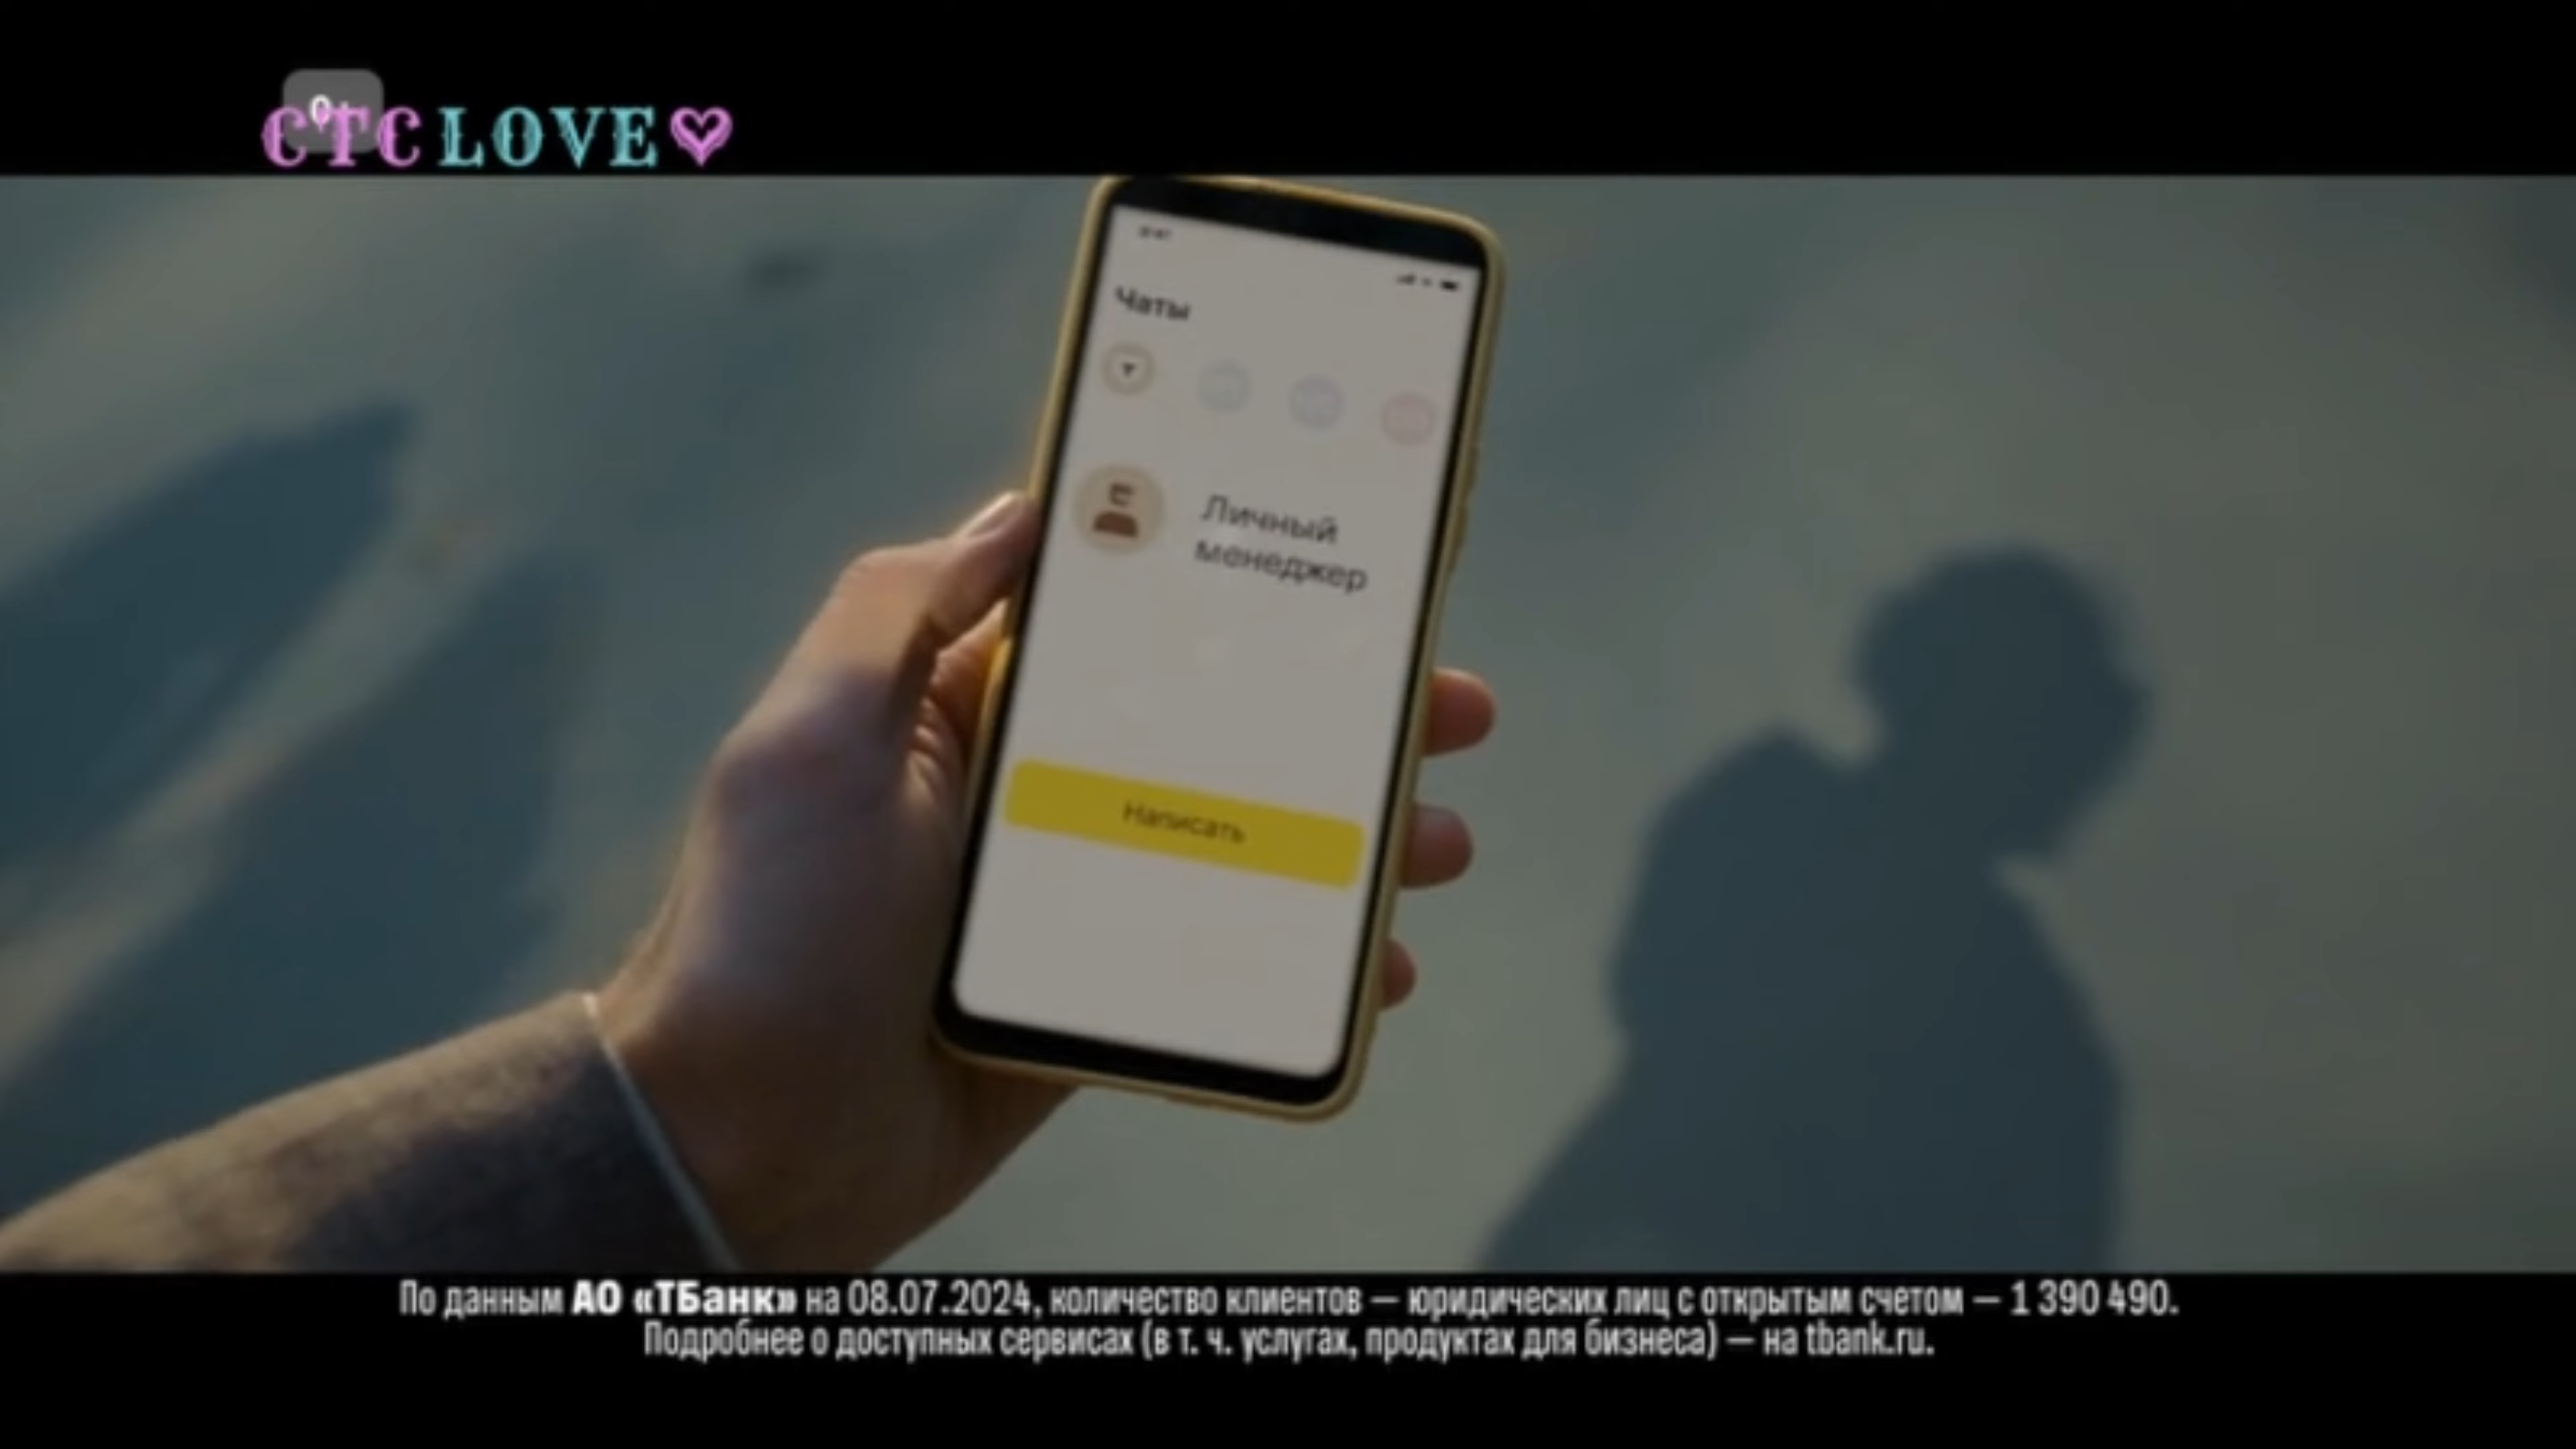 0+
СТС LOVE
Чаты
Личный
менеджер
Написать
По данным АО «ТБанк» на 08.07.2024, количество клиентов — юридических лиц с открытым счетом — 1 390 490.
Подробнее о доступных сервисах (в т. ч. услугах, продуктах для бизнеса) — на tbank.ru.